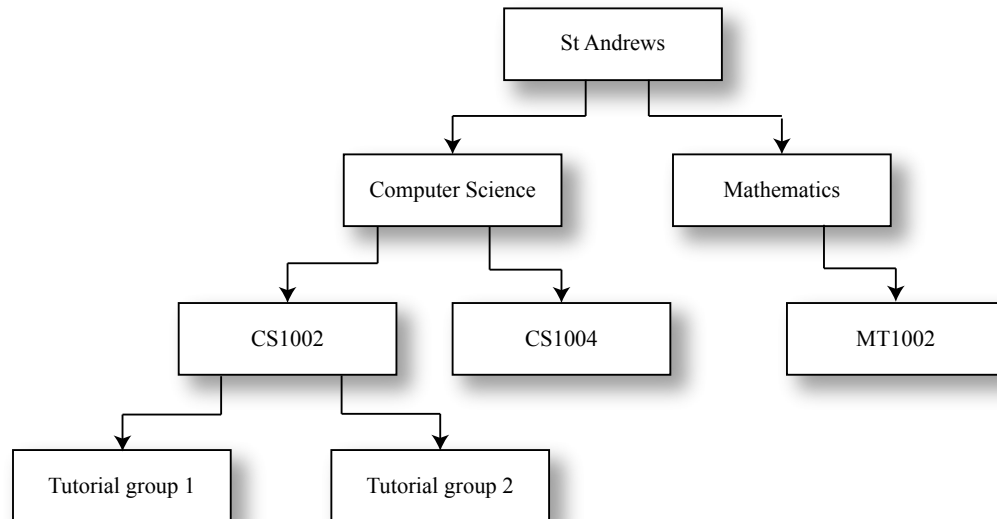 St Andrews
Computer Science
Mathematics
CS1002
CS1004
MT1002
Tutorial group 1
Tutorial group 2